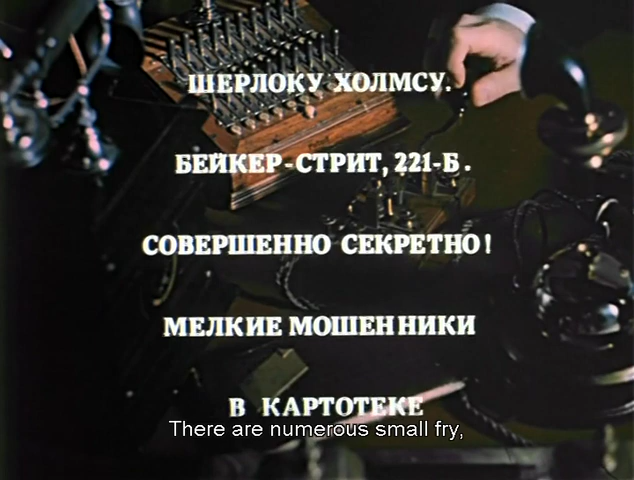 ШЕРЛОКУ ХОЛМСУ.
БЕЙКЕР-СТРИТ, 221-Б.
СОВЕРШЕННО СЕКРЕТНО!
МЕЛКИЕ МОШЕННИКИ
В КАРТОТЕКЕ
There are numerous small fry,